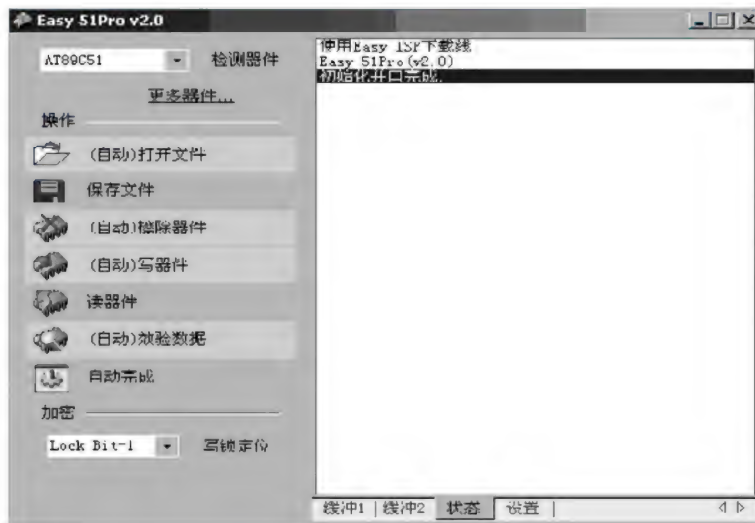 Easy 51Pro v2.0
AT89C51
检测器件
更多器件...
操作
(自动)打开文件
保存文件
(自动)擦除器件
(自动)写器件
读器件
(自动)效验数据
自动完成
加密
Lock Bit-1
写锁定位
使用Easy ISP下载线
Easy 51Pro(v2.0)
初始化并口完成.
缓冲1
缓冲2
状态
设置